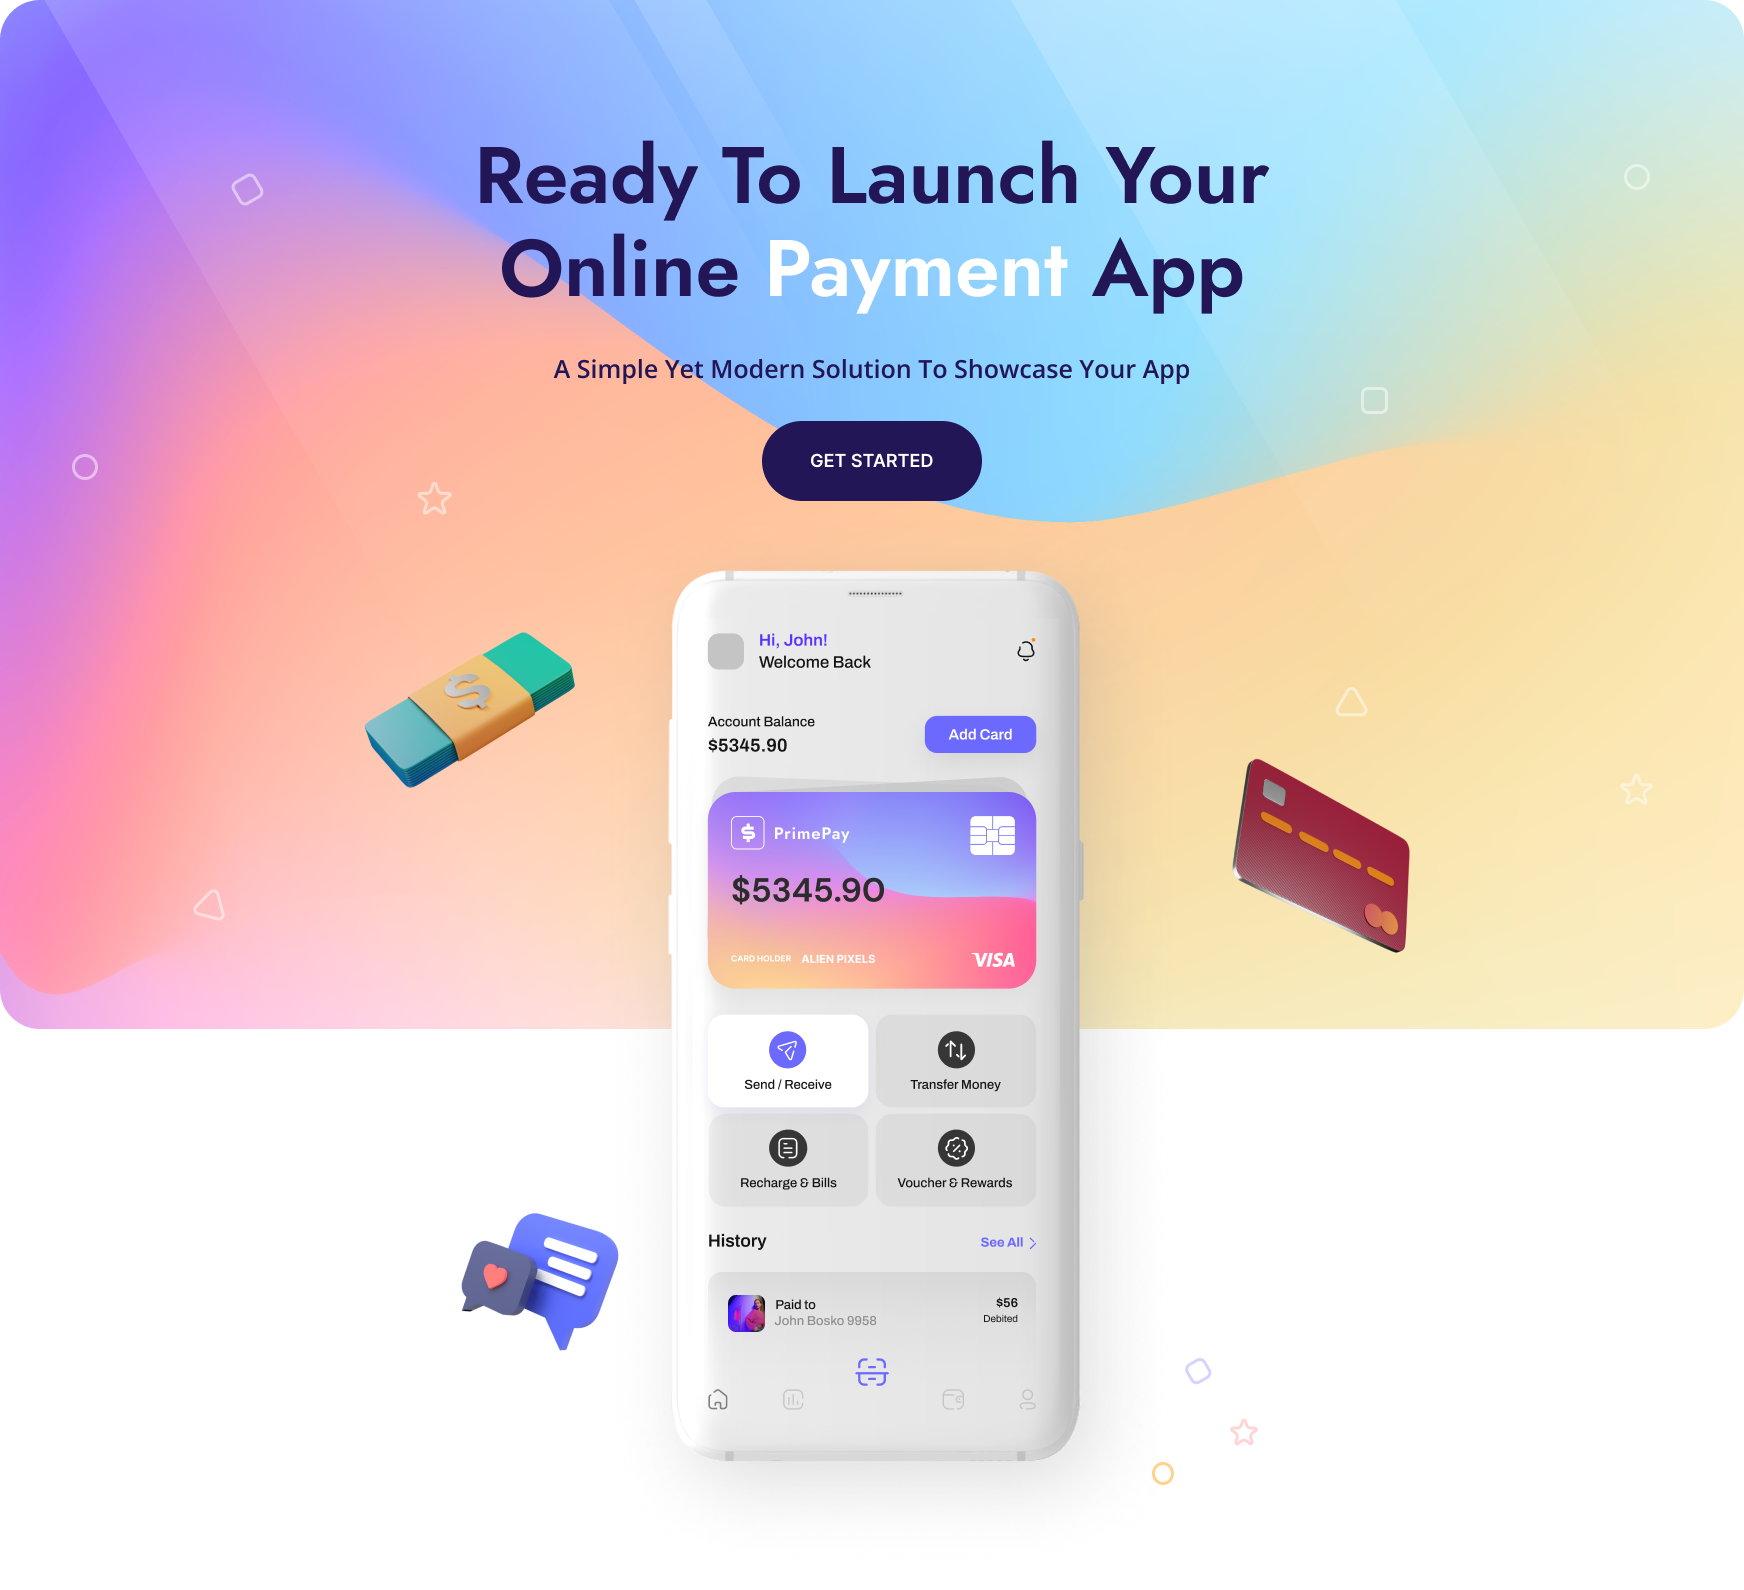 Ready To Launch Your
Online Payment App
A Simple Yet Modern Solution To Showcase Your App
GET STARTED
Hi, John!
Welcome Back
Account Balance
$5345.90
Add Card
$ PrimePay
$5345.90
CARD HOLDER ALIEN PIXELS
VISA
Send / Receive
Transfer Money
Recharge & Bills
Voucher & Rewards
History
See All
Paid to
John Bosko 9958
$56
Debited
$